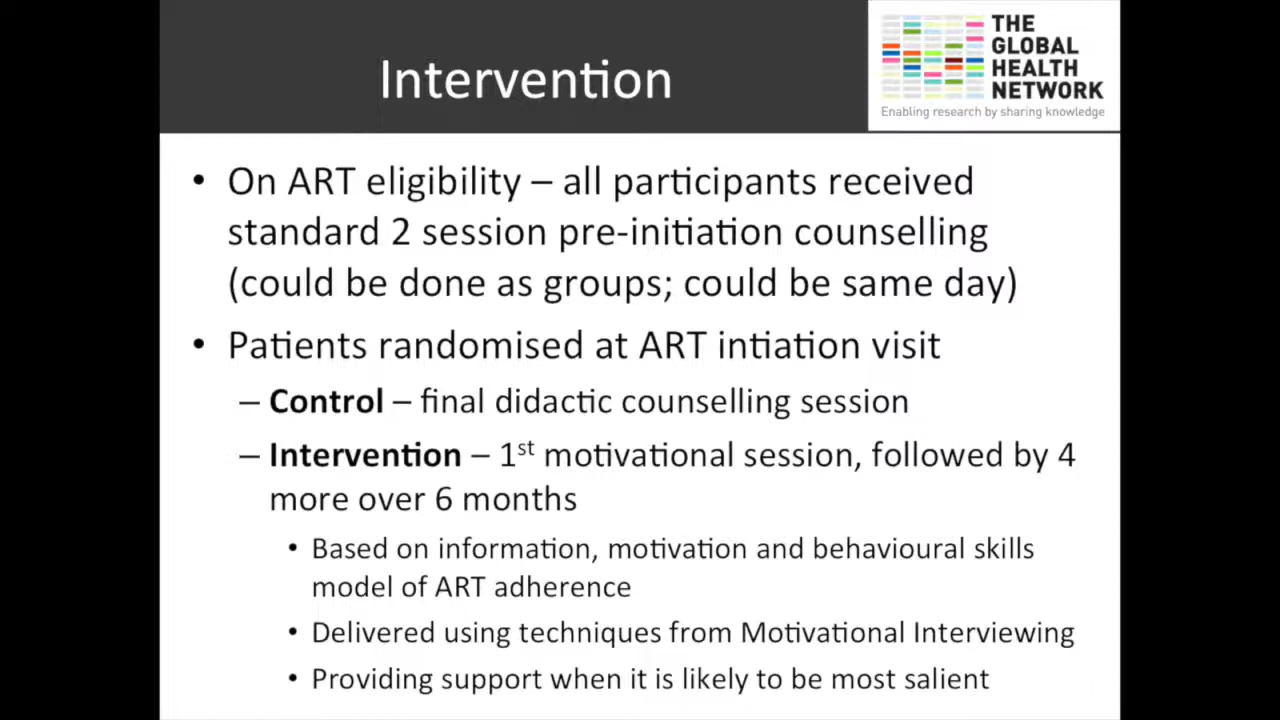 Intervention
THE
GLOBAL
HEALTH
NETWORK
Enabling research by sharing knowledge
• On ART eligibility – all participants received
standard 2 session pre-initiation counselling
(could be done as groups; could be same day)
• Patients randomised at ART intiation visit
– Control – final didactic counselling session
– Intervention – 1st motivational session, followed by 4
more over 6 months
• Based on information, motivation and behavioural skills
model of ART adherence
• Delivered using techniques from Motivational Interviewing
• Providing support when it is likely to be most salient